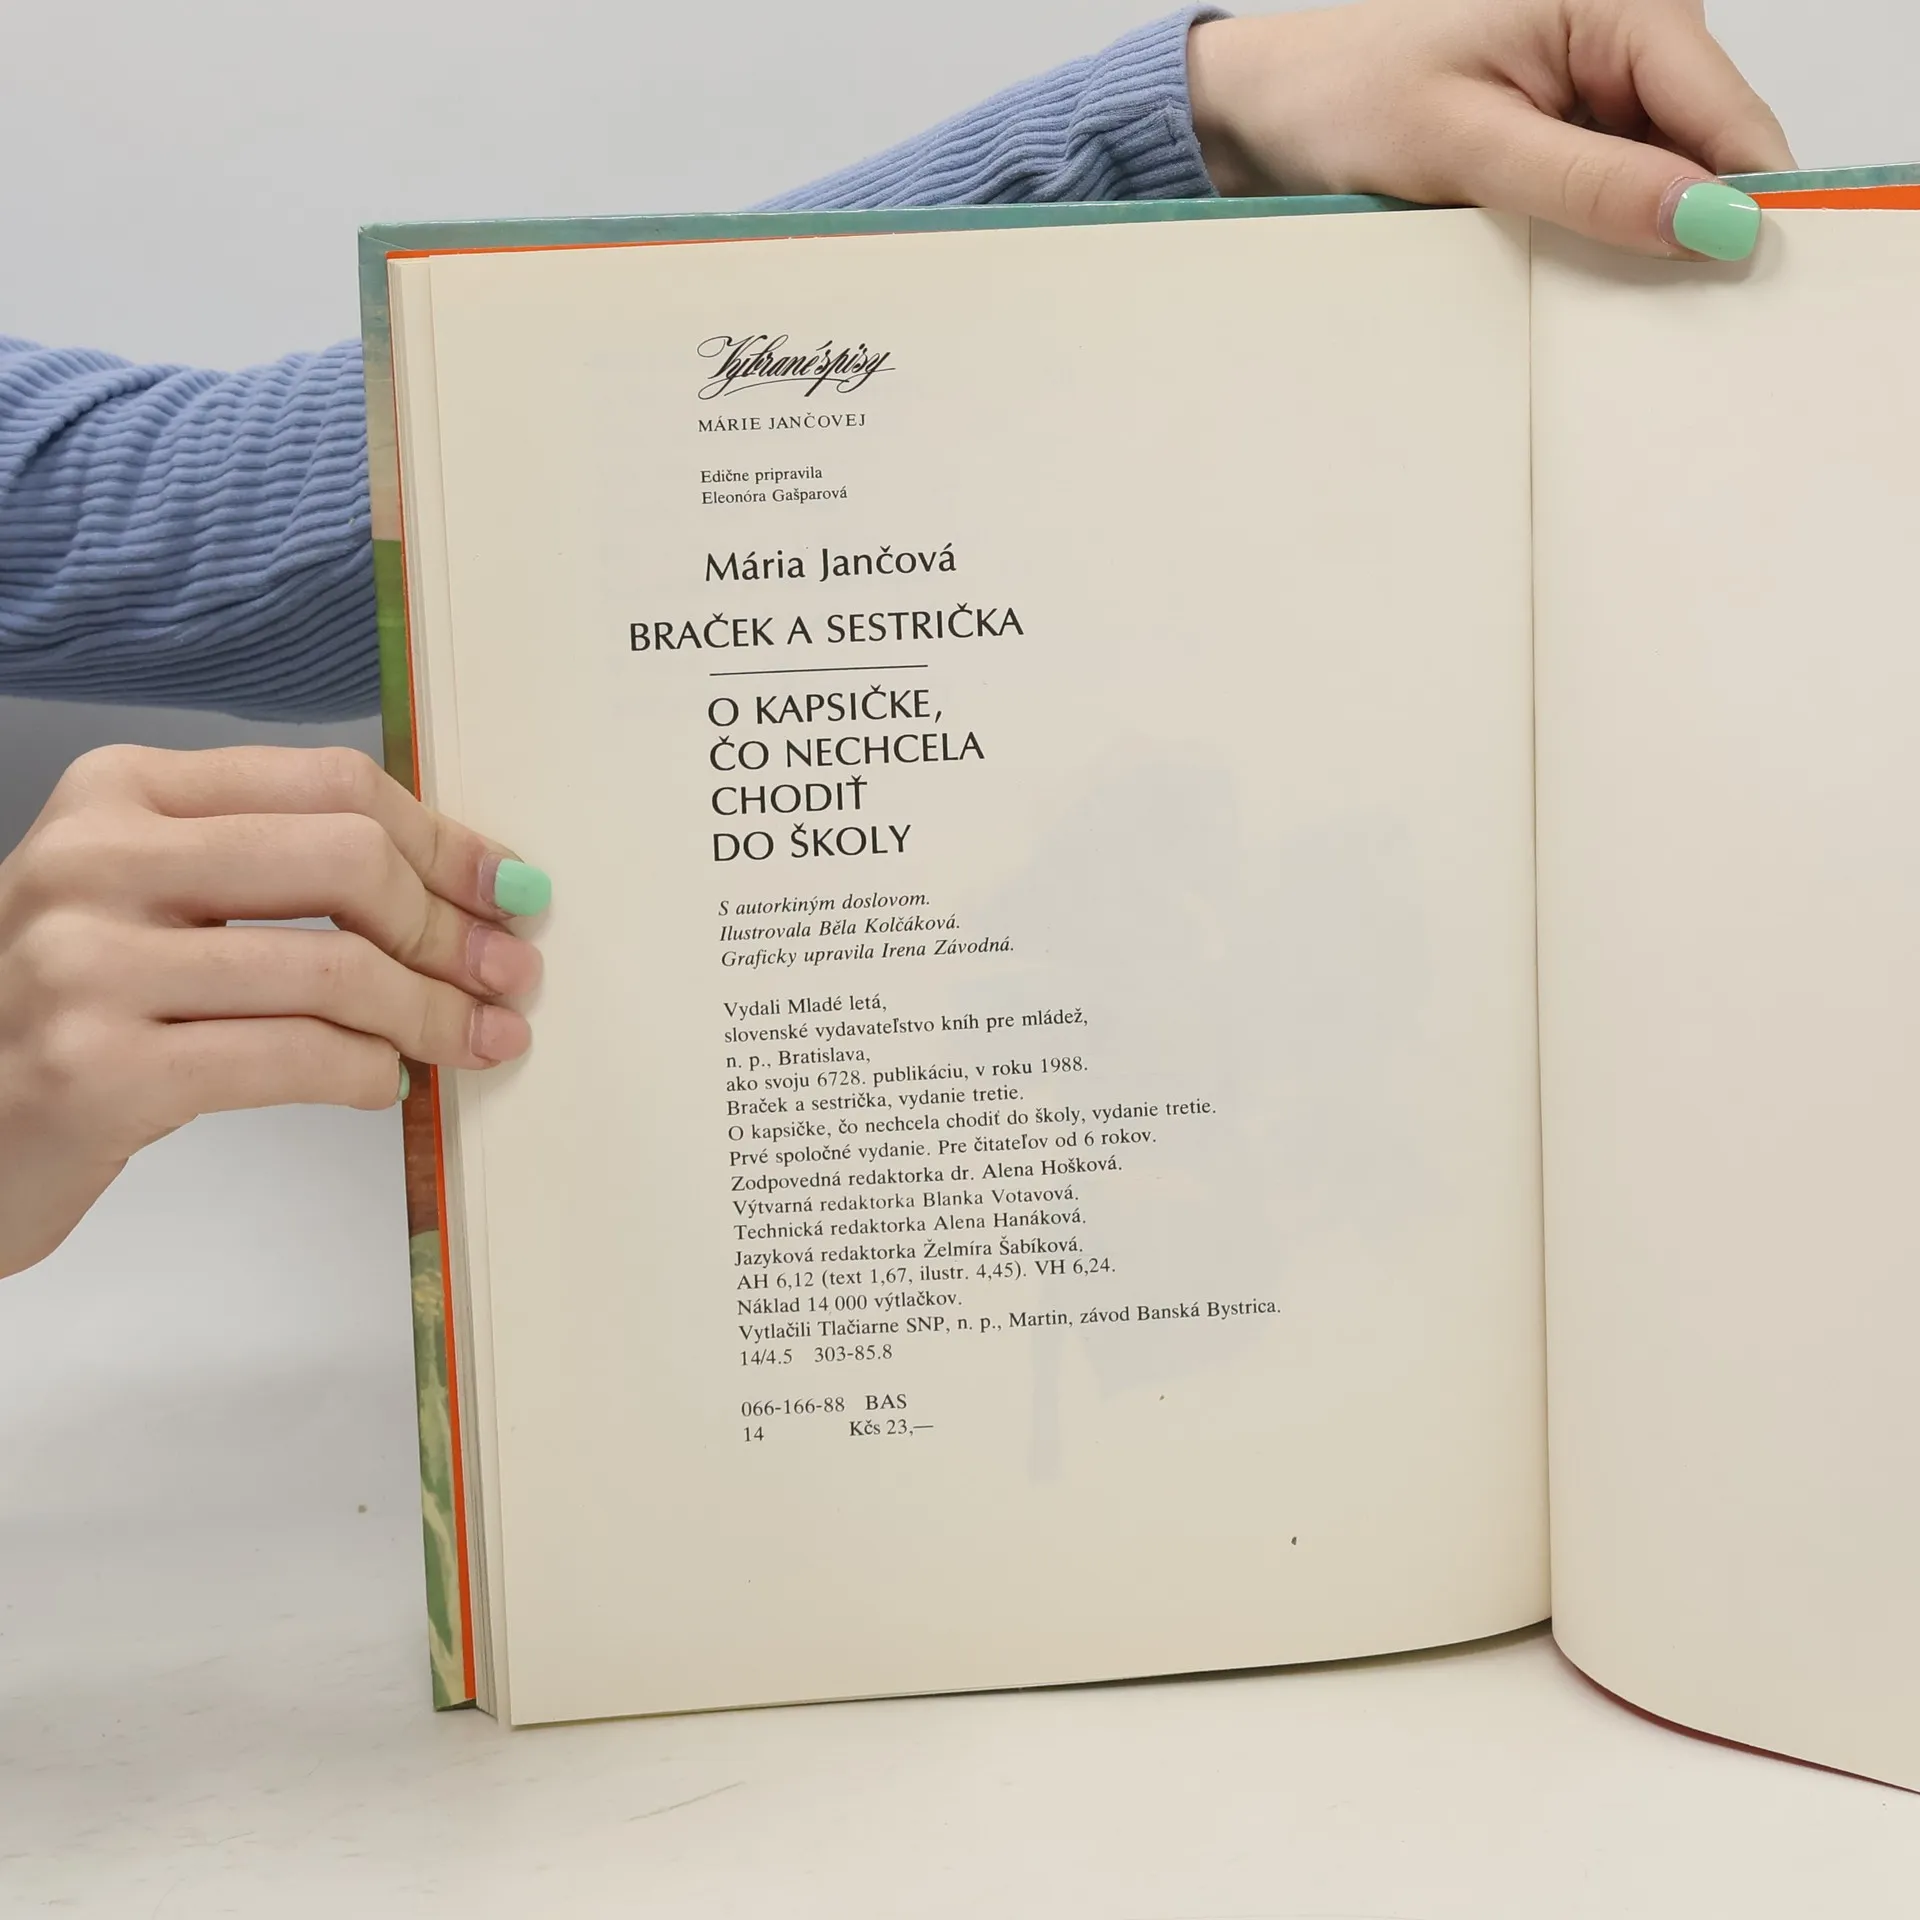 Vybrané spisy
MÁRIE JANČOVEJ
Edične pripravila
Eleonóra Gašparová
Mária Jančová
BRAČEK A SESTRIČKA
O KAPSIČKE,
ČO NECHCELA
CHODIŤ
DO ŠKOLY
S autorkiným doslovom.
Ilustrovala Běla Kolčáková.
Graficky upravila Irena Závodná.
Vydali Mladé letá,
slovenské vydavateľstvo kníh pre mládež,
n. p., Bratislava,
ako svoju 6728. publikáciu, v roku 1988.
Braček a sestrička, vydanie tretie.
O kapsičke, čo nechcela chodiť do školy, vydanie tretie.
Prvé spoločné vydanie. Pre čitateľov od 6 rokov.
Zodpovedná redaktorka dr. Alena Hošková.
Výtvarná redaktorka Blanka Votavová.
Technická redaktorka Alena Hanáková.
Jazyková redaktorka Želmíra Šabíková.
AH 6,12 (text 1,67, ilustr. 4,45). VH 6,24.
Náklad 14 000 výtlačkov.
Vytlačili Tlačiarne SNP, n. p., Martin, závod Banská Bystrica.
14/4.5 303-85.8
066-166-88 BAS
14 Kčs 23,—